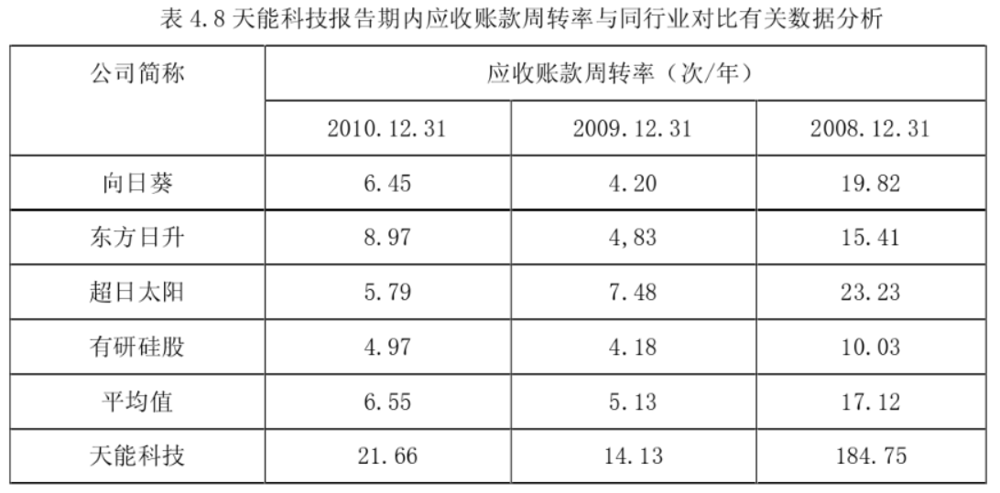 表 4.8 天能科技报告期内应收账款周转率与同行业对比有关数据分析
公司简称 应收账款周转率（次/年）
2010.12.31 2009.12.31 2008.12.31
向日葵 6.45 4.20 19.82
东方日升 8.97 4,83 15.41
超日太阳 5.79 7.48 23.23
有研硅股 4.97 4.18 10.03
平均值 6.55 5.13 17.12
天能科技 21.66 14.13 184.75